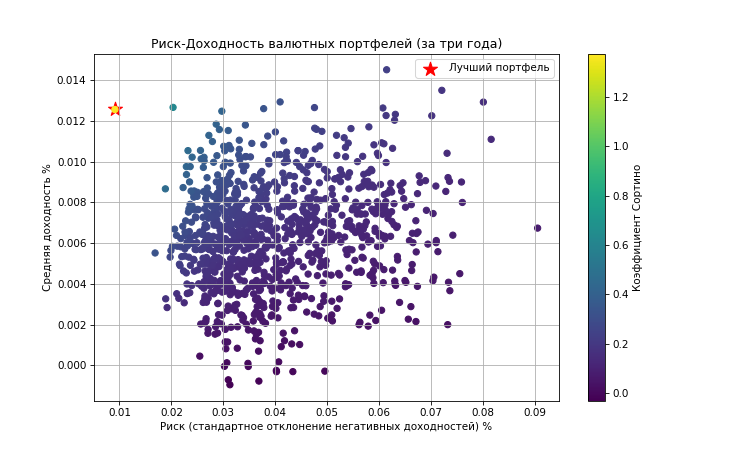 Риск-Доходность валютных портфелей (за три года)
Лучший портфель
Средняя доходность %
0.014
0.012
0.010
0.008
0.006
0.004
0.002
0.000
0.01 0.02 0.03 0.04 0.05 0.06 0.07 0.08 0.09
Риск (стандартное отклонение негативных доходностей) %
1.2
1.0
0.8
0.6
0.4
0.2
0.0
Коэффициент Сортино